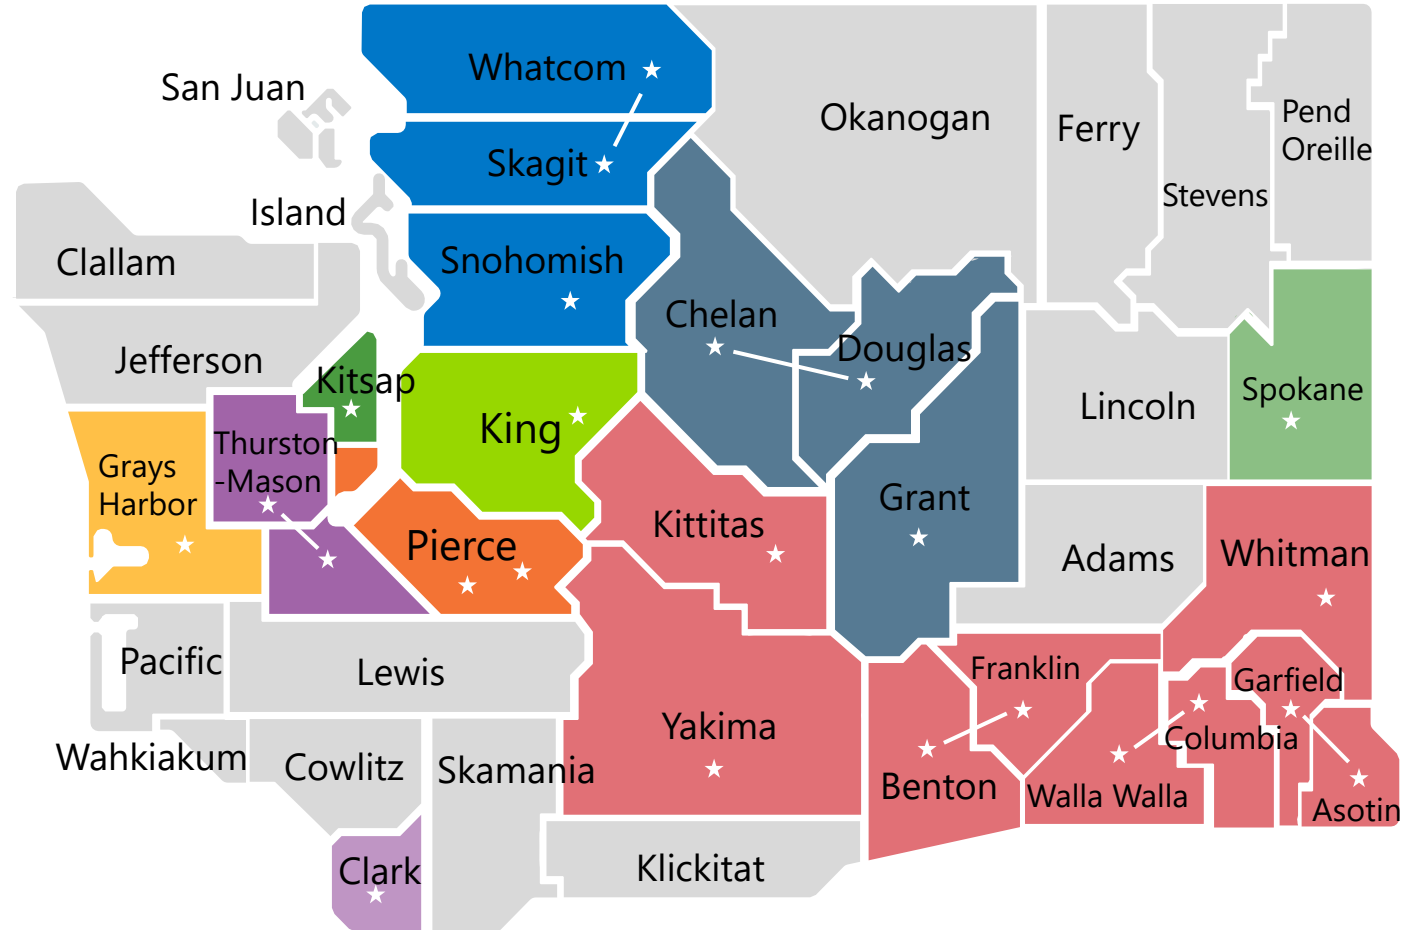 Whatcom
San Juan
Okanogan
Ferry
Pend
Oreille
Skagit
Stevens
Island
Clallam
Snohomish
Chelan
Jefferson
Douglas
Kitsap
King
Lincoln
Spokane
Thurston
-Mason
Grays
Harbor
Grant
Kittitas
Pierce
Adams
Whitman
Pacific
Lewis
Franklin
Garfield
Yakima
Columbia
Wahkiakum
Cowlitz
Skamania
Benton
Walla Walla
Asotin
Clark
Klickitat